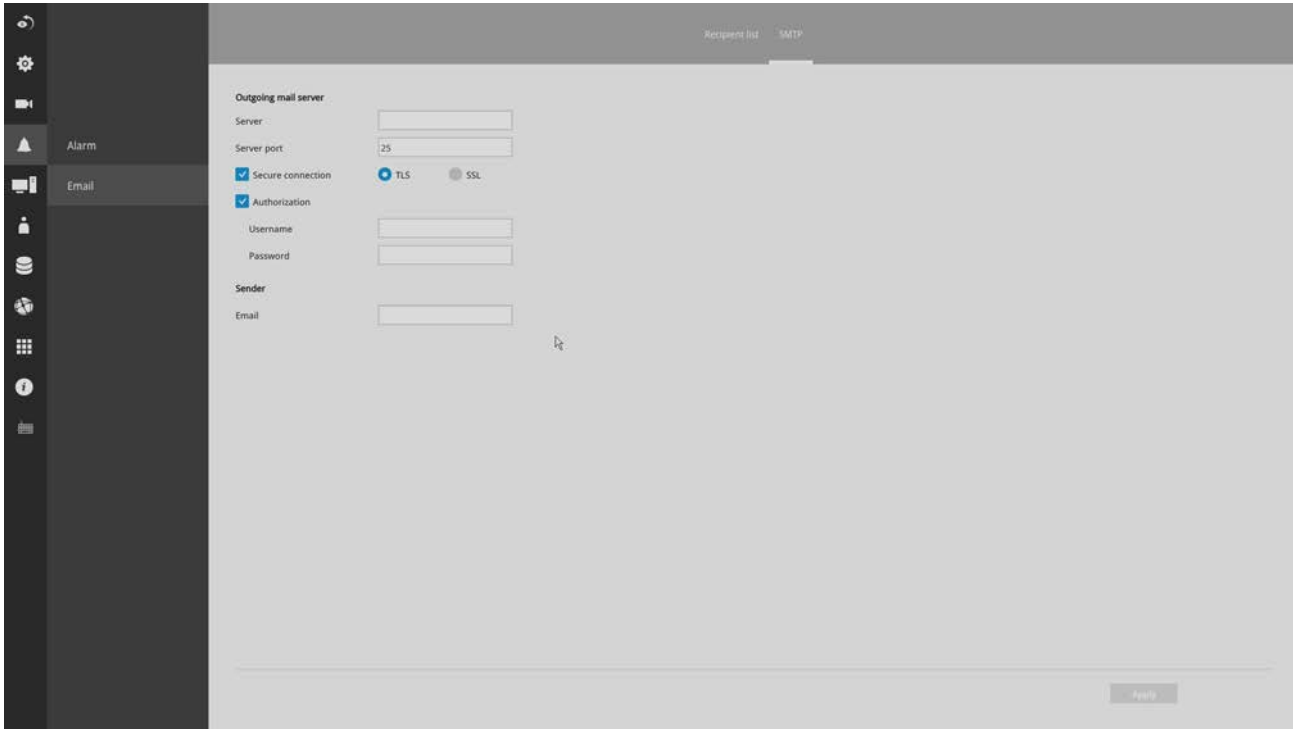 Recipient list SMTP
Outgoing mail server
Server
Alarm
Server port 25
Secure connection TLS SSL
Email
Authorization
Username
Password
Sender
Email
Apply